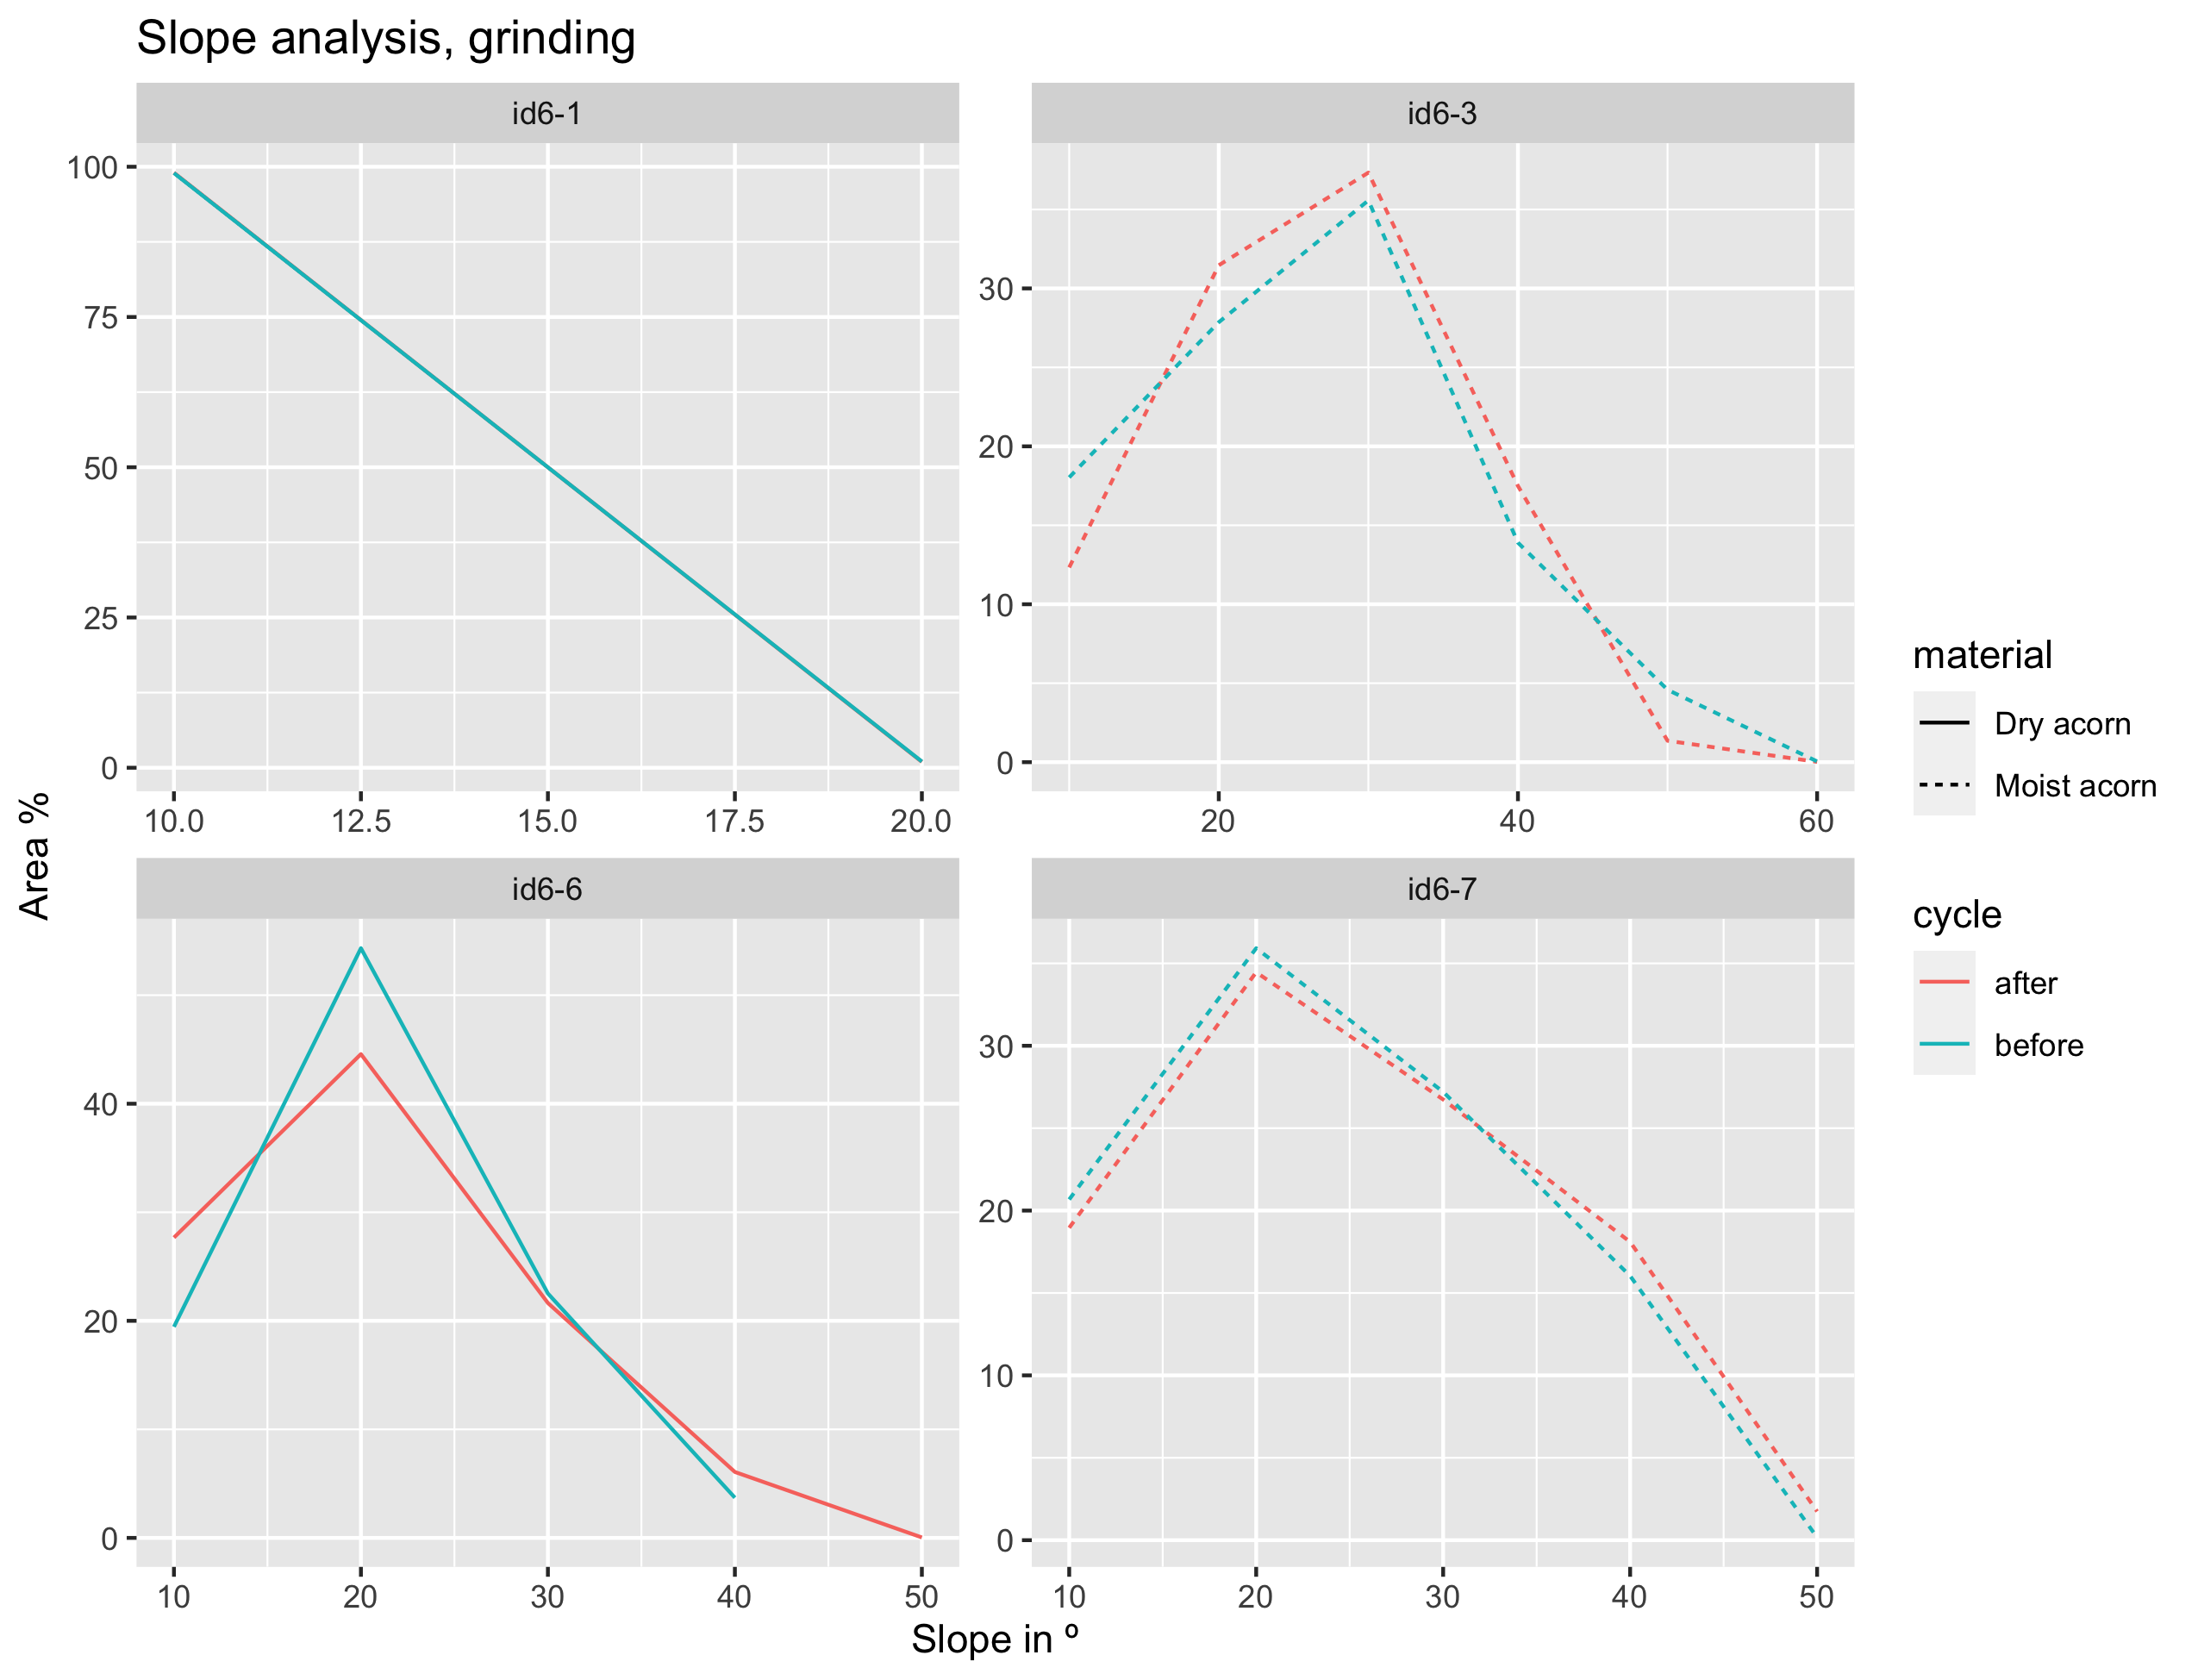 Slope analysis, grinding
id6-1
id6-3
100
75
50
25
0
10.0 12.5 15.0 17.5 20.0
30
20
10
0
20 40 60
id6-6
id6-7
40
20
0
10 20 30 40 50
30
20
10
0
10 20 30 40 50
Area %
Slope in º
material
Dry acorn
Moist acorn
cycle
after
before